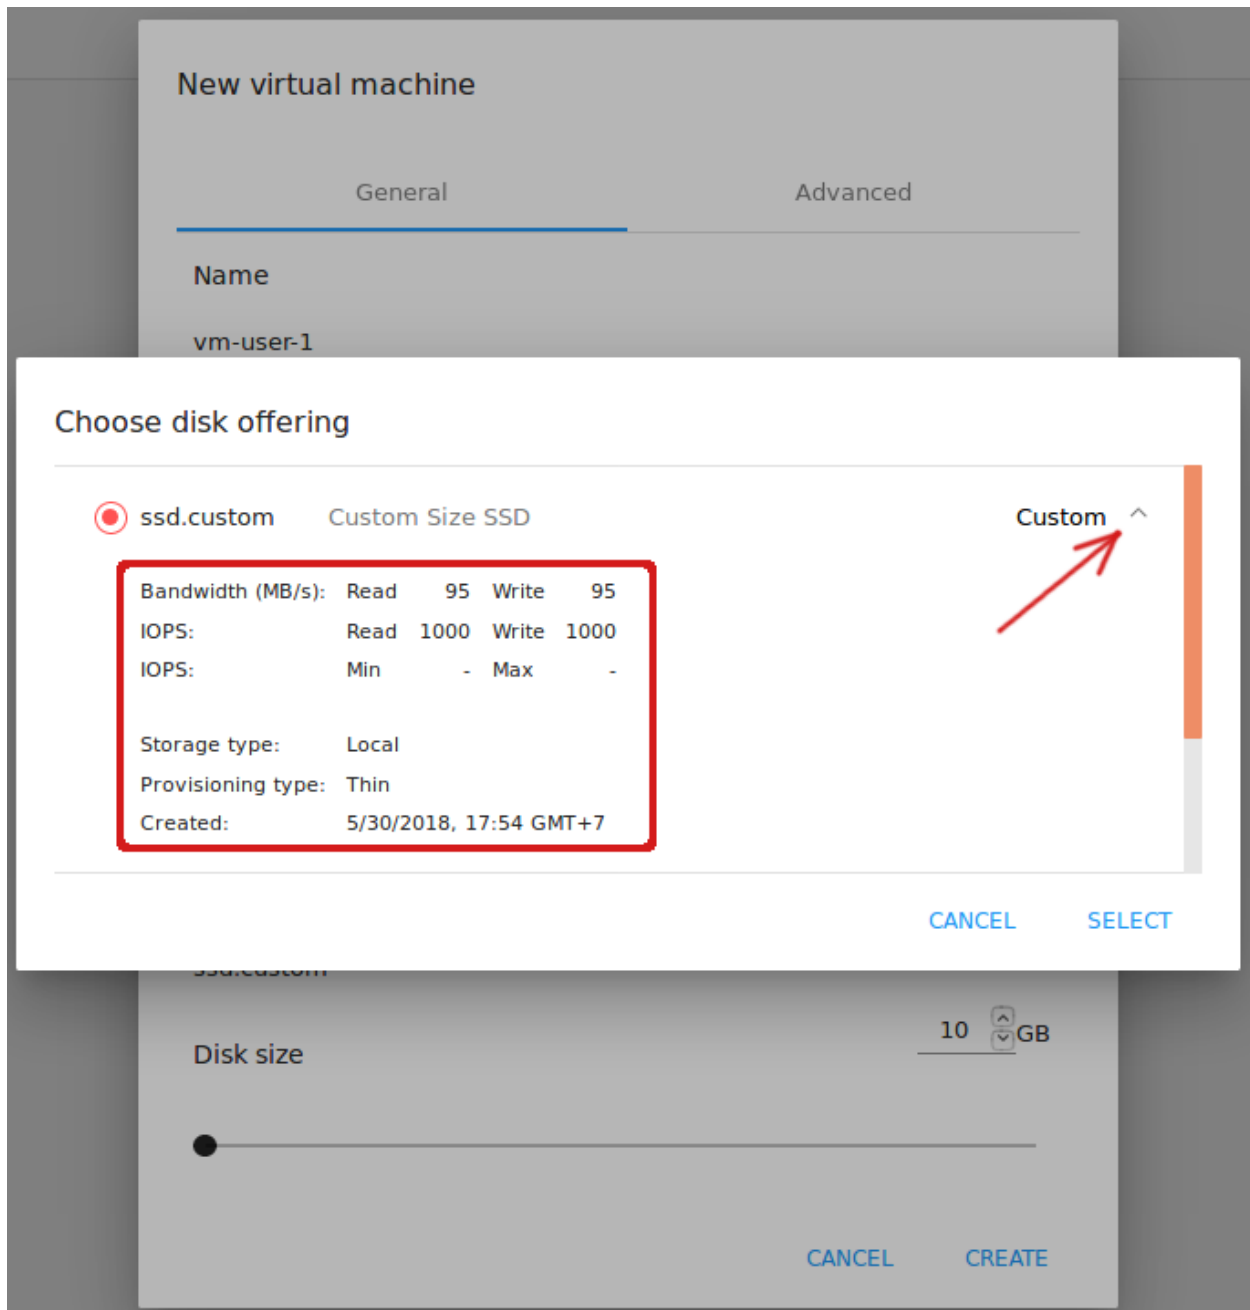 New virtual machine
General Advanced
Name
vm-user-1
Choose disk offering
ssd.custom Custom Size SSD Custom
Bandwidth (MB/s): Read 95 Write 95
IOPS: Read 1000 Write 1000
IOPS: Min - Max -
Storage type: Local
Provisioning type: Thin
Created: 5/30/2018, 17:54 GMT+7
CANCEL SELECT
ssd.custom
10 GB
Disk size
CANCEL CREATE